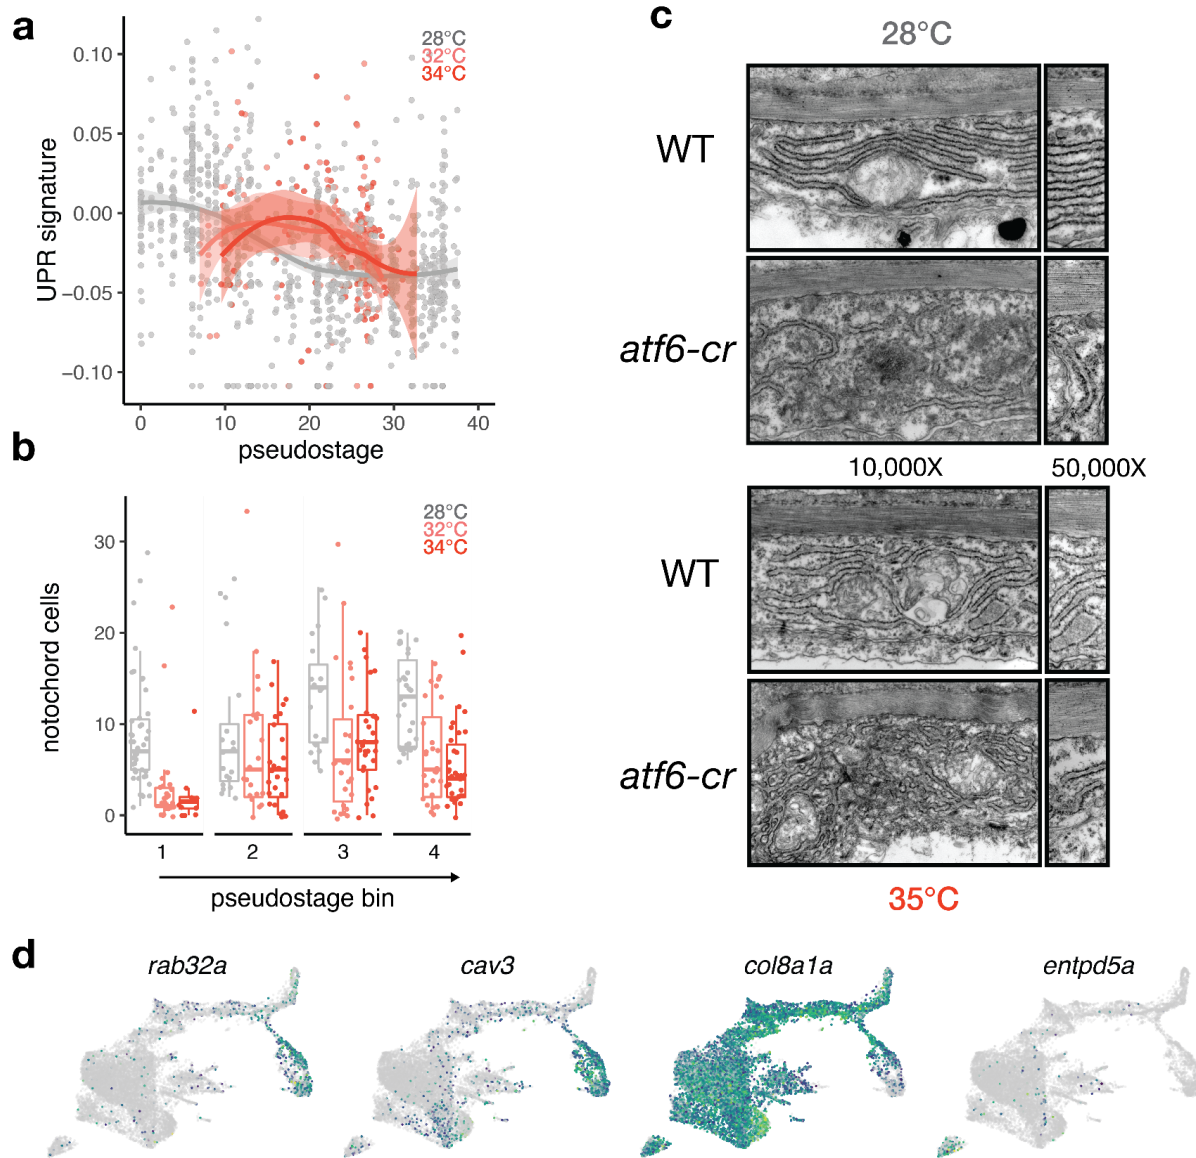 a
28°C
32°C
34°C
0.10
0.05
0.00
−0.05
−0.10
UPR signature
0 10 20 30 40
pseudostage
b
28°C
32°C
34°C
30
20
10
0
notochord cells
1 2 3 4
pseudostage bin
c
28°C
WT
atf6-cr
10,000X 50,000X
WT
atf6-cr
35°C
d
rab32a cav3 col8a1a entpd5a